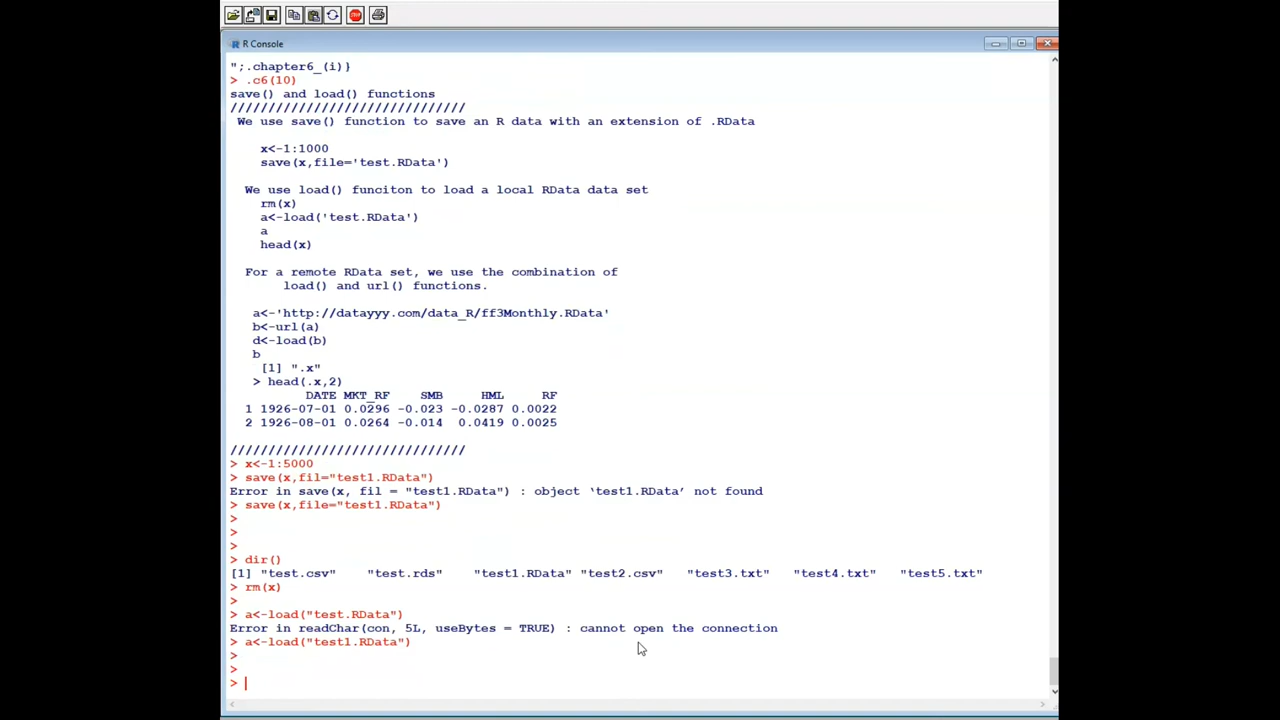 STOP
R Console
";.chapter6_(i)}
> .c6(10)
save() and load() functions
///////////////////////////////
We use save() function to save an R data with an extension of .RData
x<-1:1000
save(x,file='test.RData')
We use load() funciton to load a local RData data set
rm(x)
a<-load('test.RData')
a
head(x)
For a remote RData set, we use the combination of
load() and url() functions.
a<-'http://datayyy.com/data_R/ff3Monthly.RData'
b<-url(a)
d<-load(b)
b
[1] ".x"
> head(.x,2)
DATE MKT_RF SMB HML RF
1 1926-07-01 0.0296 -0.023 -0.0287 0.0022
2 1926-08-01 0.0264 -0.014 0.0419 0.0025
///////////////////////////////
> x<-1:5000
> save(x,fil="test1.RData")
Error in save(x, fil = "test1.RData") : object ‘test1.RData’ not found
> save(x,file="test1.RData")
>
>
>
> dir()
[1] "test.csv" "test.rds" "test1.RData" "test2.csv" "test3.txt" "test4.txt" "test5.txt"
> rm(x)
>
> a<-load("test.RData")
Error in readChar(con, 5L, useBytes = TRUE) : cannot open the connection
> a<-load("test1.RData")
>
>
>